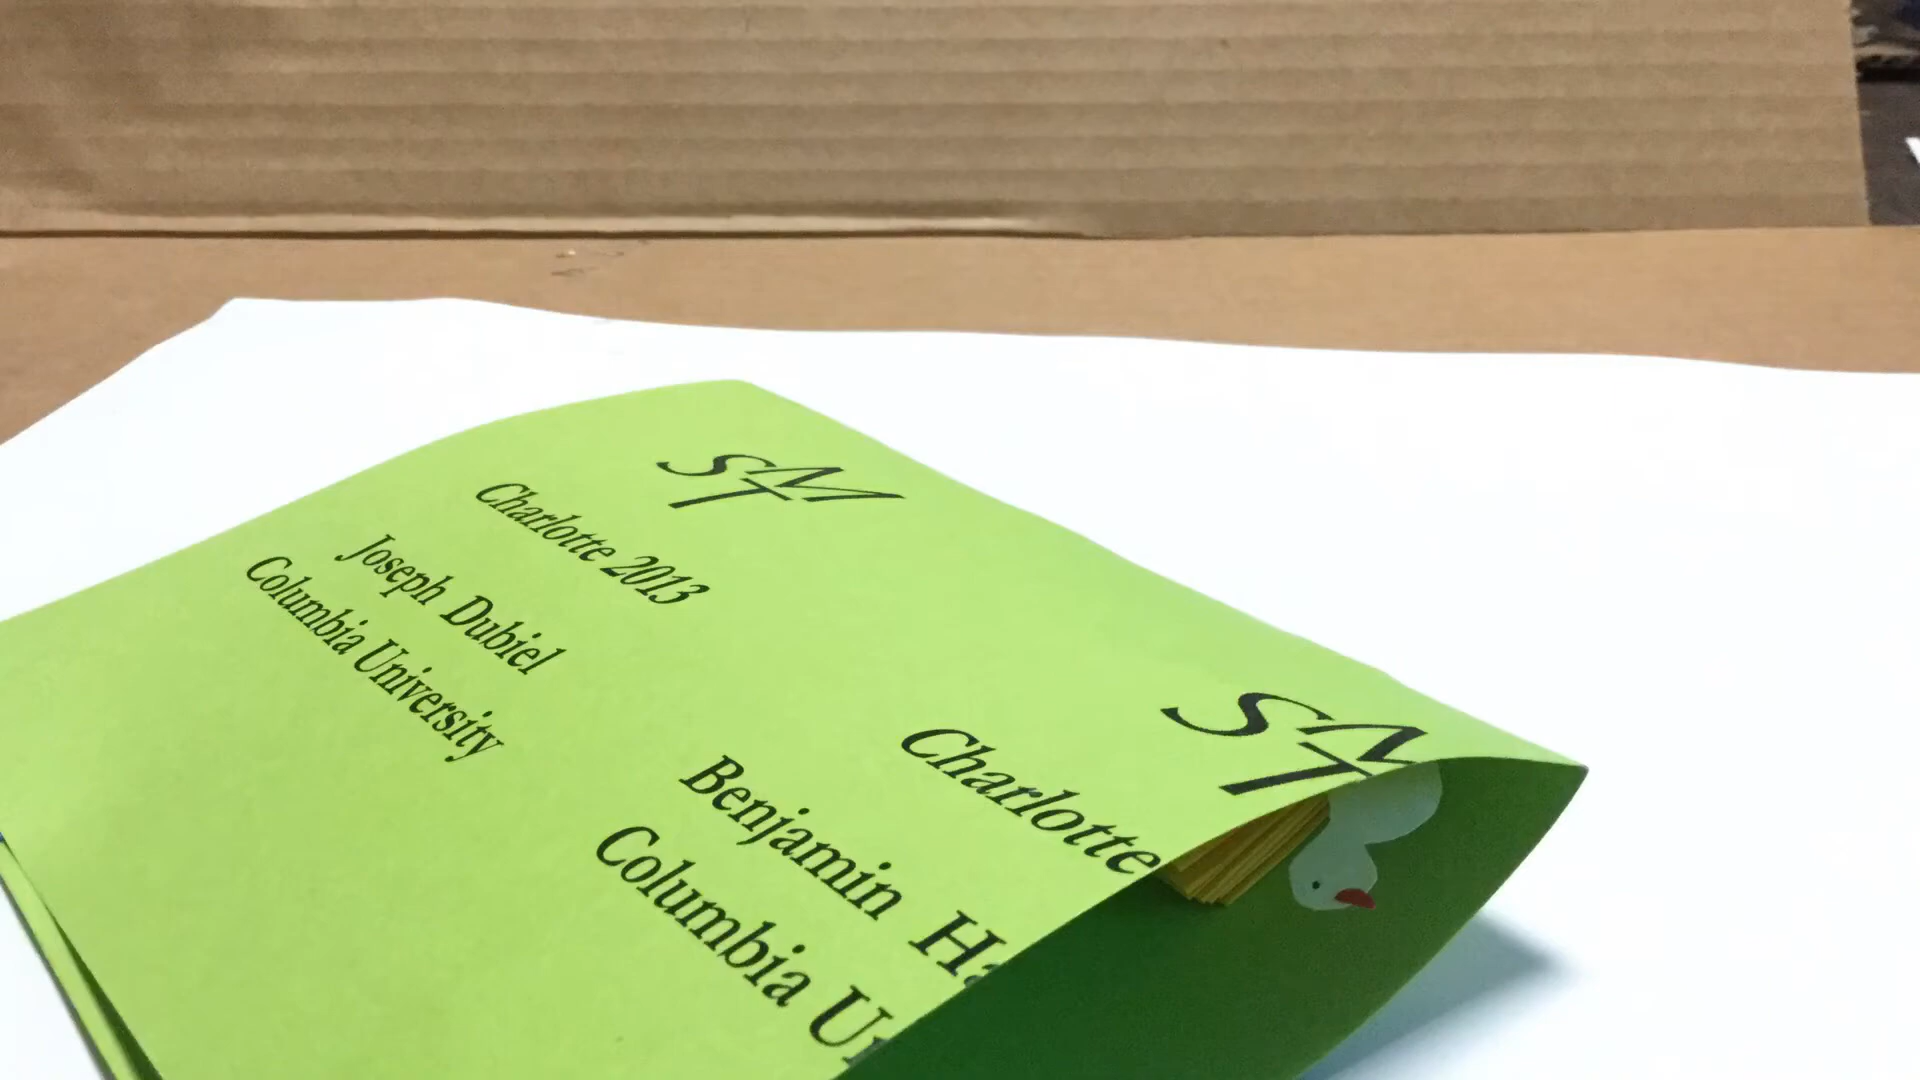 SMT
Charlotte 2013
Joseph Dubiel
Columbia University
SMT
Charlotte
Benjamin
Columbia